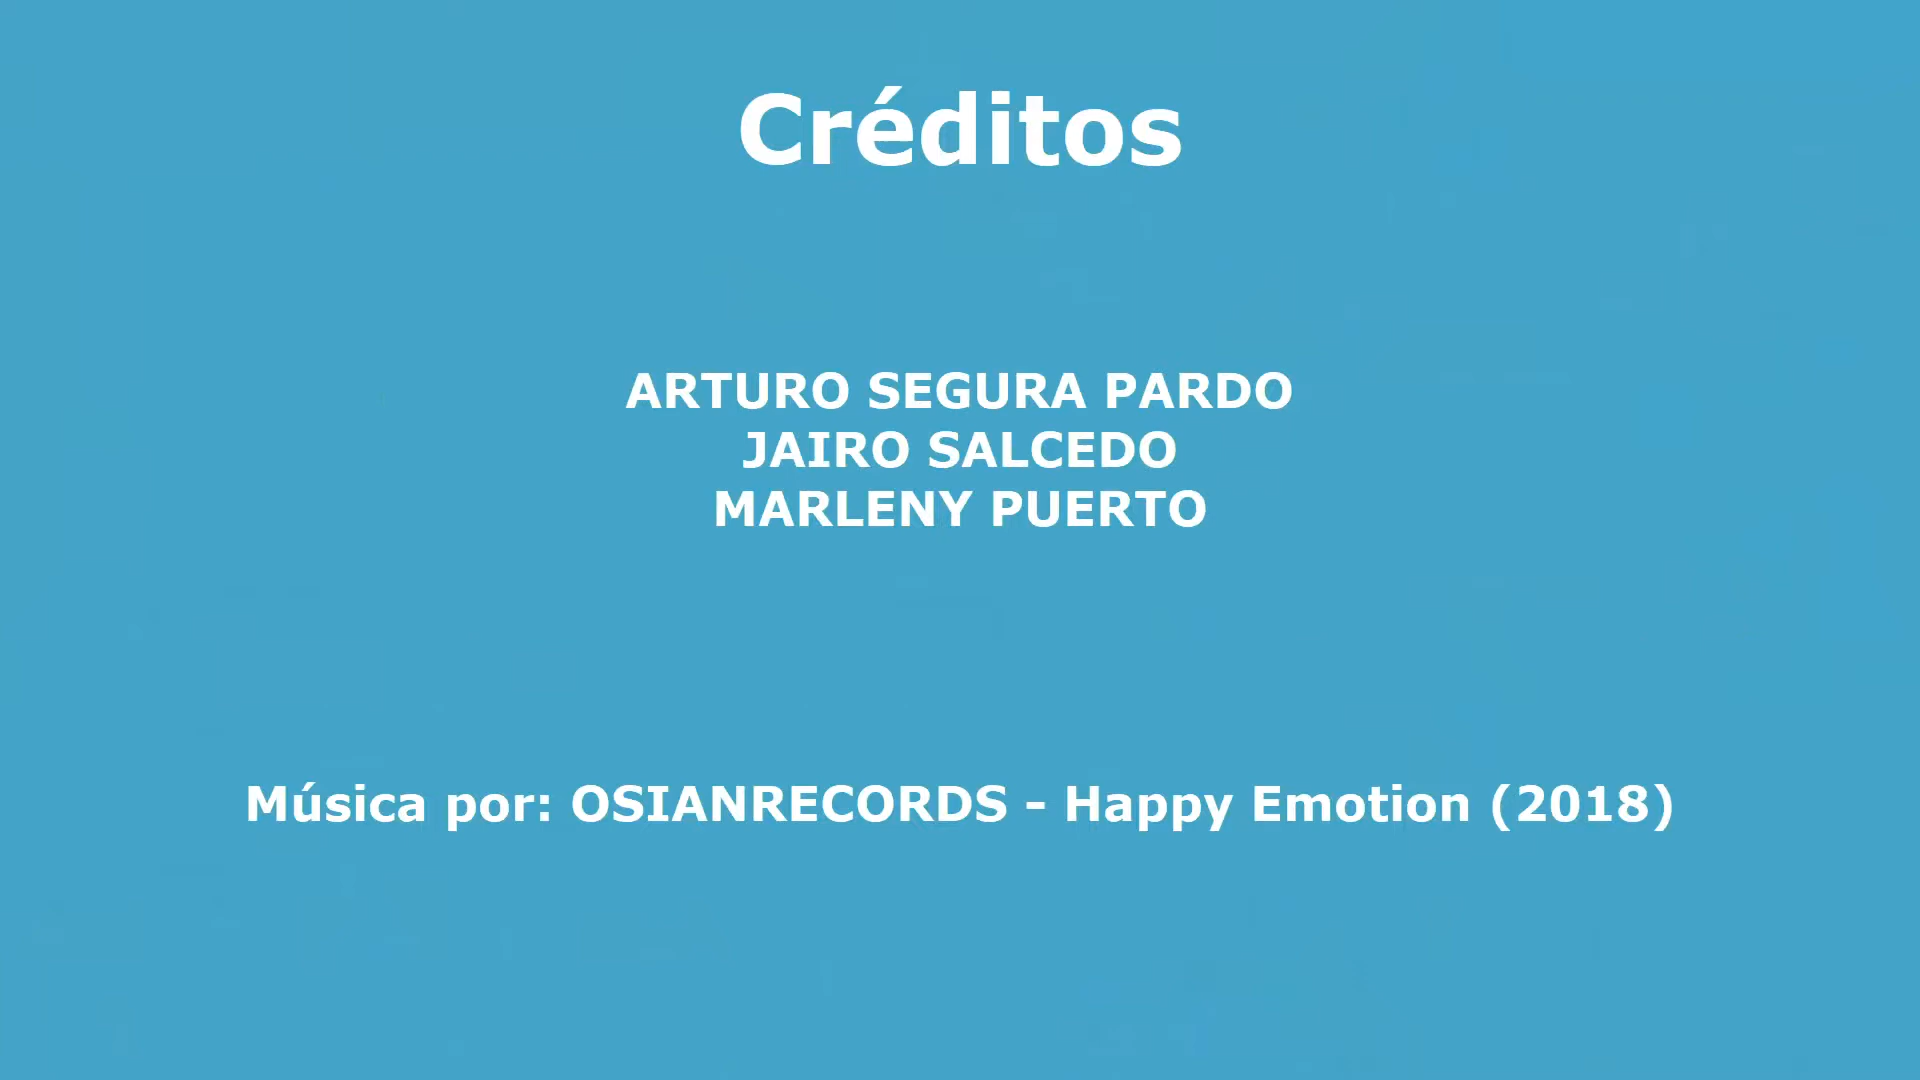 Créditos
ARTURO SEGURA PARDO
JAIRO SALCEDO
MARLENY PUERTO
Música por: OSIANRECORDS - Happy Emotion (2018)